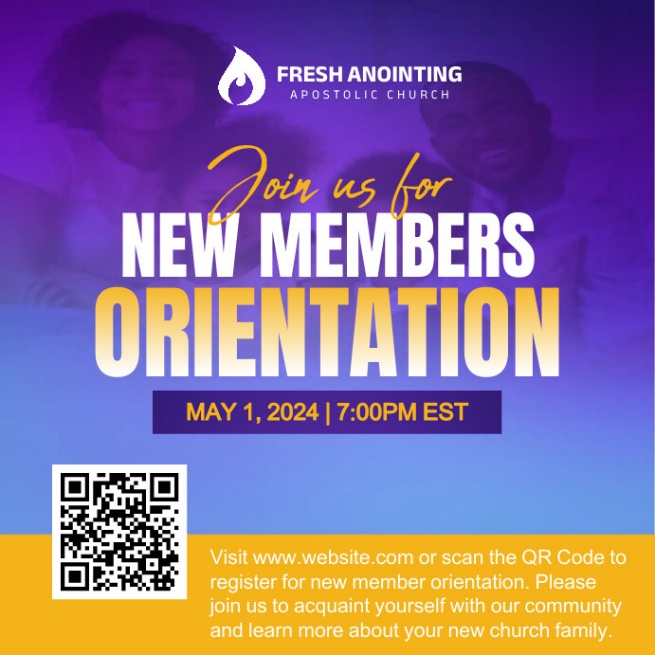 FRESH ANOINTING
APOSTOLIC CHURCH
Join us for
NEW MEMBERS
ORIENTATION
MAY 1, 2024 | 7:00PM EST
Visit www.website.com or scan the QR Code to
register for new member orientation. Please
join us to acquaint yourself with our community
and learn more about your new church family.